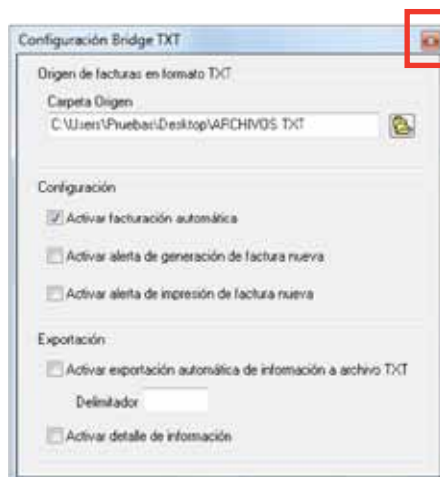 Configuración Bridge TXT
Origen de facturas en formato TXT
Carpeta Origen
C:\Users\Pruebas\Desktop\ARCHIVOS TXT
Configuración
Activar facturación automática
Activar alerta de generación de factura nueva
Activar alerta de impresión de factura nueva
Exportación
Activar exportación automática de información a archivo TXT
Delimitador
Activar detalle de información